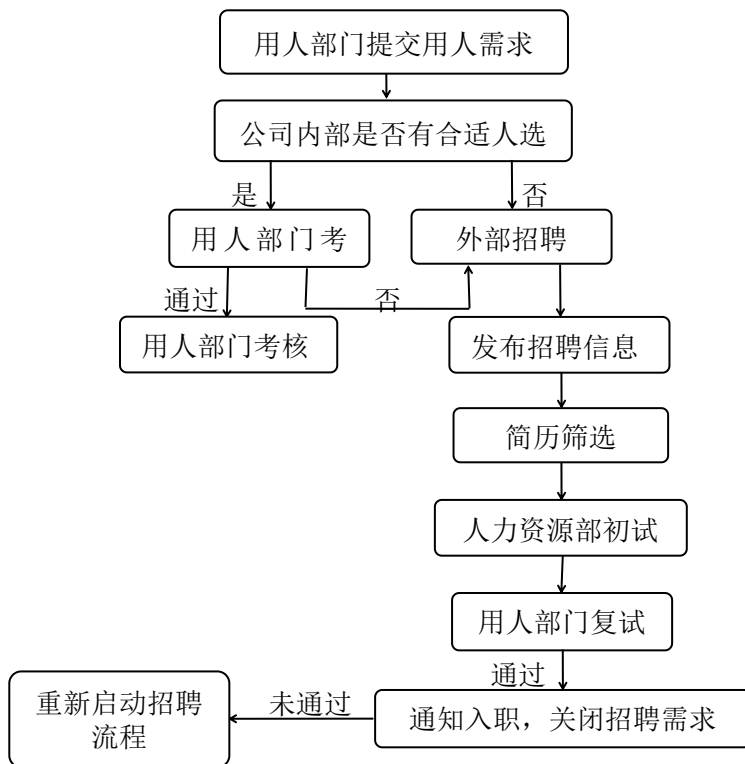 用人部门提交用人需求
公司内部是否有合适人选
是
否
用人部门考
外部招聘
通过
否
用人部门考核
发布招聘信息
简历筛选
人力资源部初试
用人部门复试
通过
重新启动招聘
流程
未通过
通知入职，关闭招聘需求